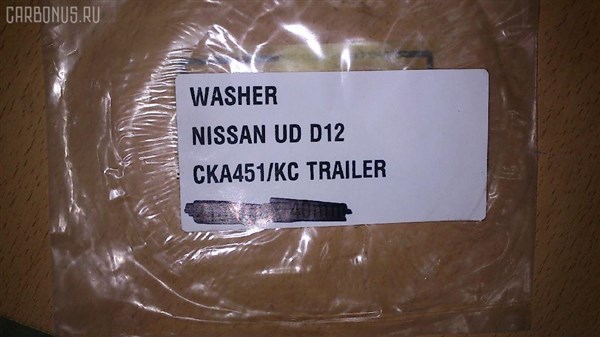 CARBONUS.RU
WASHER
NISSAN UD D12
CKA451/KC TRAILER